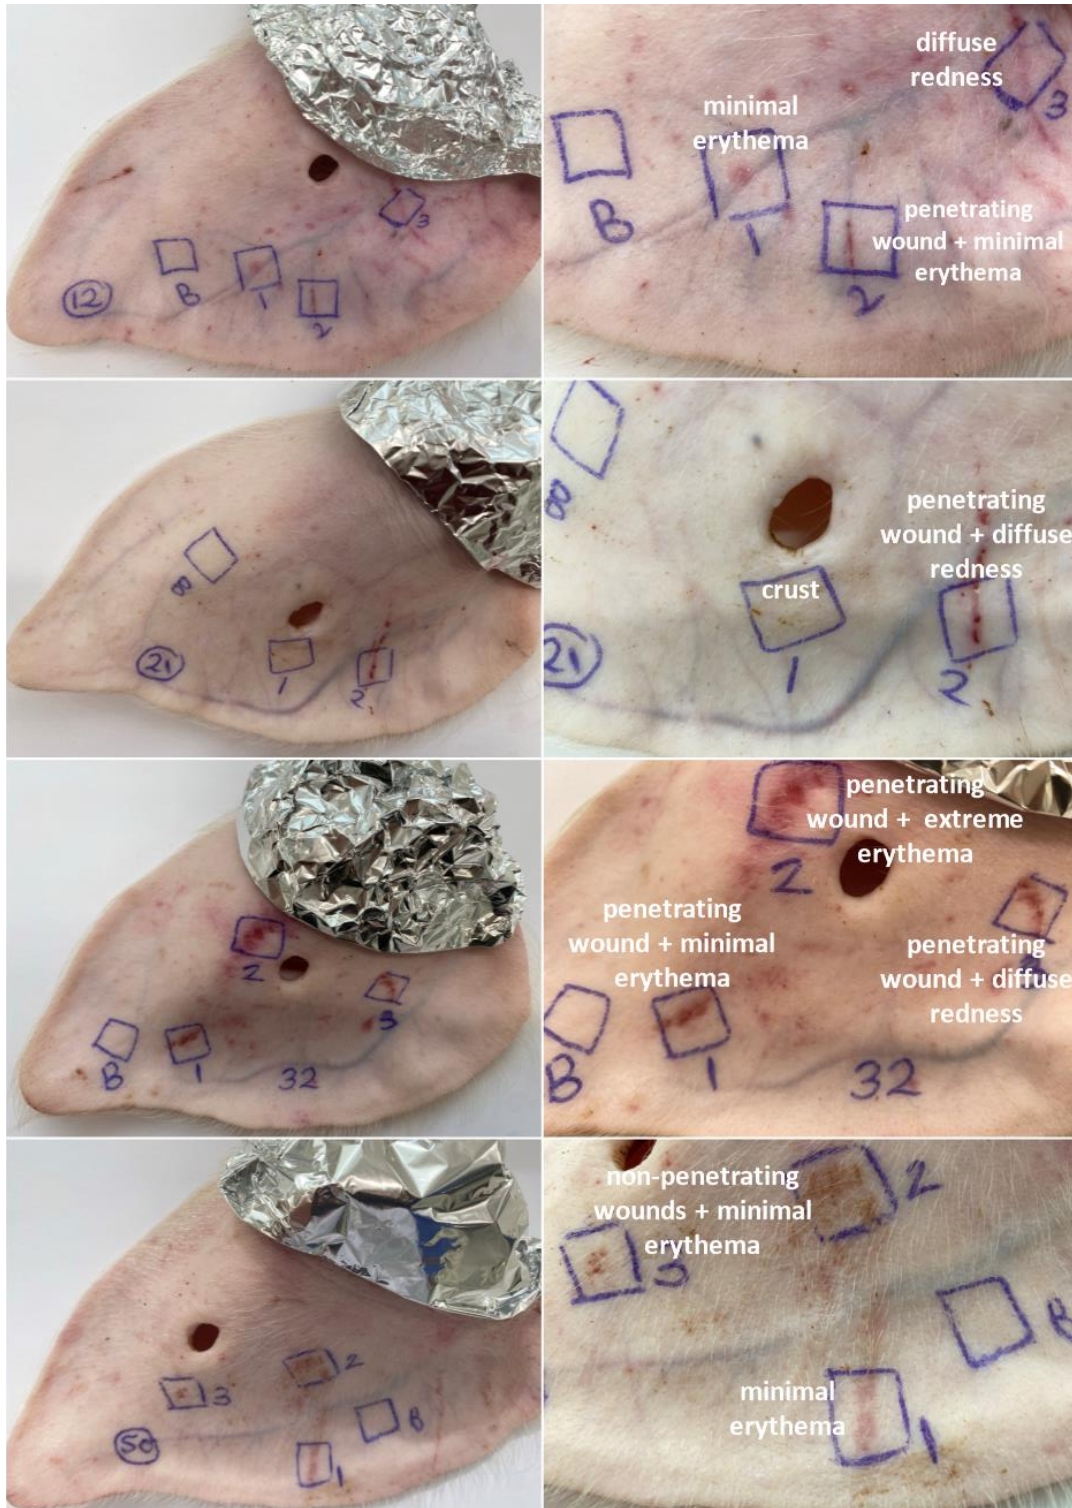 12
B
1
2
3
diffuse
redness
minimal
erythema
penetrating
wound + minimal
erythema
B
1
2
3
21
B
1
2
penetrating
wound + diffuse
redness
crust
B
21
1
2
2
B
1
3
32
penetrating
wound + extreme
erythema
2
penetrating
wound + minimal
erythema
penetrating
wound + diffuse
redness
B
1
32
2
3
B
50
1
non-penetrating
wounds + minimal
erythema
2
3
B
minimal
erythema
1